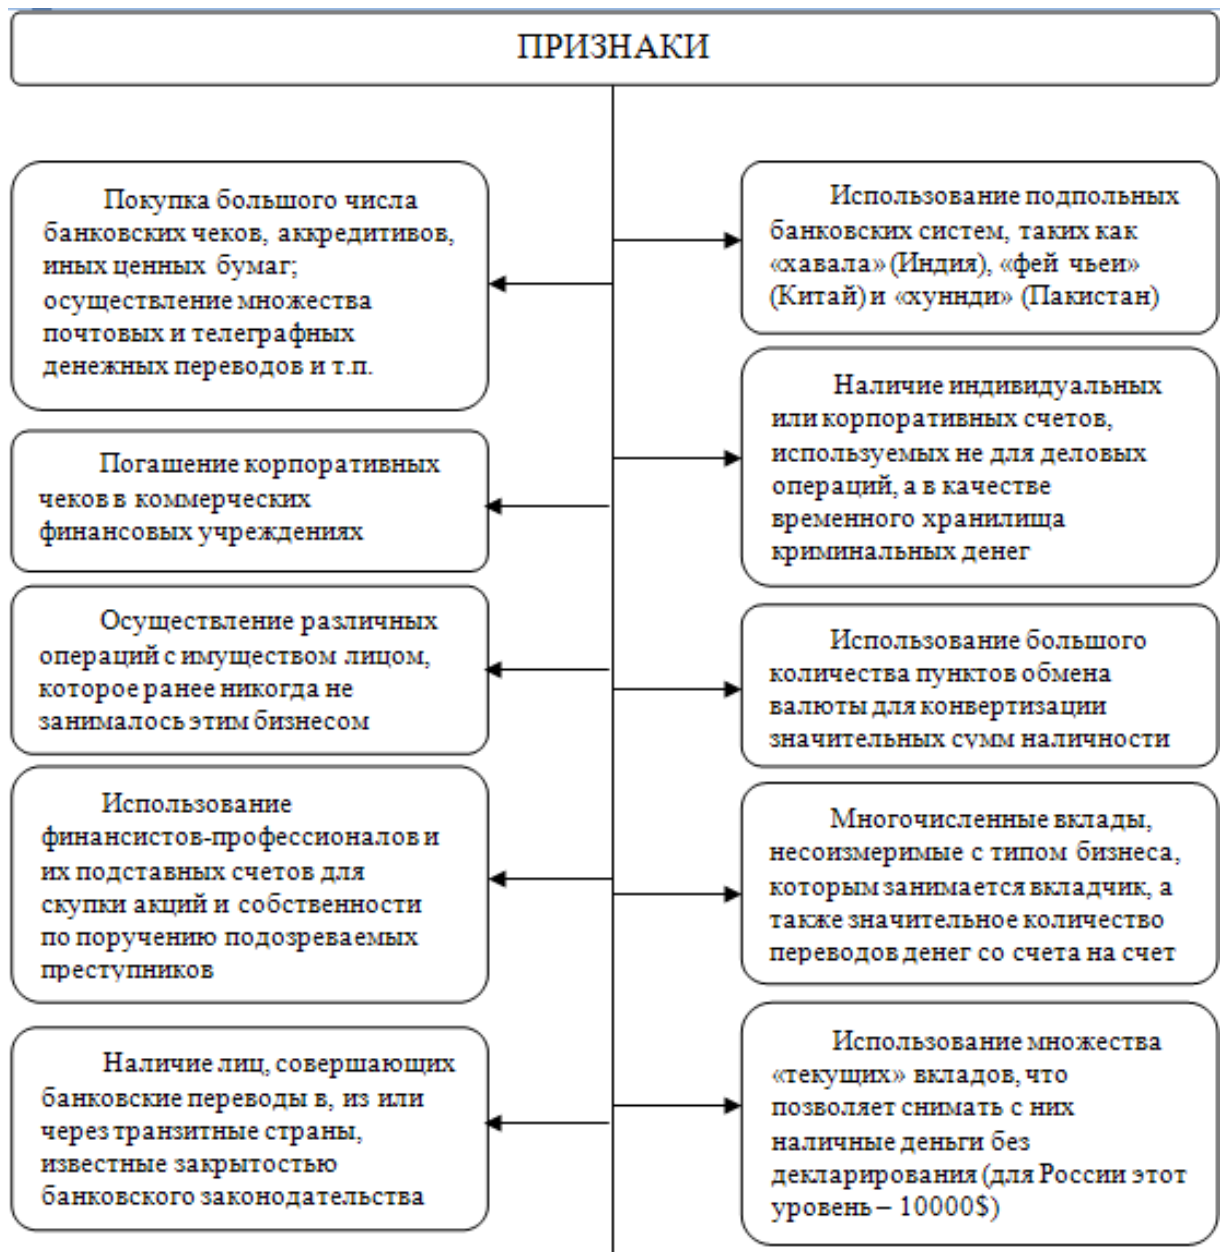 ПРИЗНАКИ
Покупка большого числа
банковских чеков, аккредитивов,
иных ценных бумаг;
осуществление множества
почтовых и телеграфных
денежных переводов и т.п.
Использование подпольных
банковских систем, таких как
«хавала» (Индия), «фей чьеи»
(Китай) и «хуннди» (Пакистан)
Погашение корпоративных
чеков в коммерческих
финансовых учреждениях
Наличие индивидуальных
или корпоративных счетов,
используемых не для деловых
операций, а в качестве
временного хранилища
криминальных денег
Осуществление различных
операций с имуществом лицом,
которое ранее никогда не
занималось этим бизнесом
Использование большого
количества пунктов обмена
валюты для конвертизации
значительных сумм наличности
Использование
финансистов-профессионалов и
их подставных счетов для
скупки акций и собственности
по поручению подозреваемых
преступников
Многочисленные вклады,
несоизмеримые с типом бизнеса,
которым занимается вкладчик, а
также значительное количество
переводов денег со счета на счет
Наличие лиц, совершающих
банковские переводы в, из или
через транзитные страны,
известные закрытостью
банковского законодательства
Использование множества
«текущих» вкладов, что
позволяет снимать с них
наличные деньги без
декларирования (для России этот
уровень – 10000$)